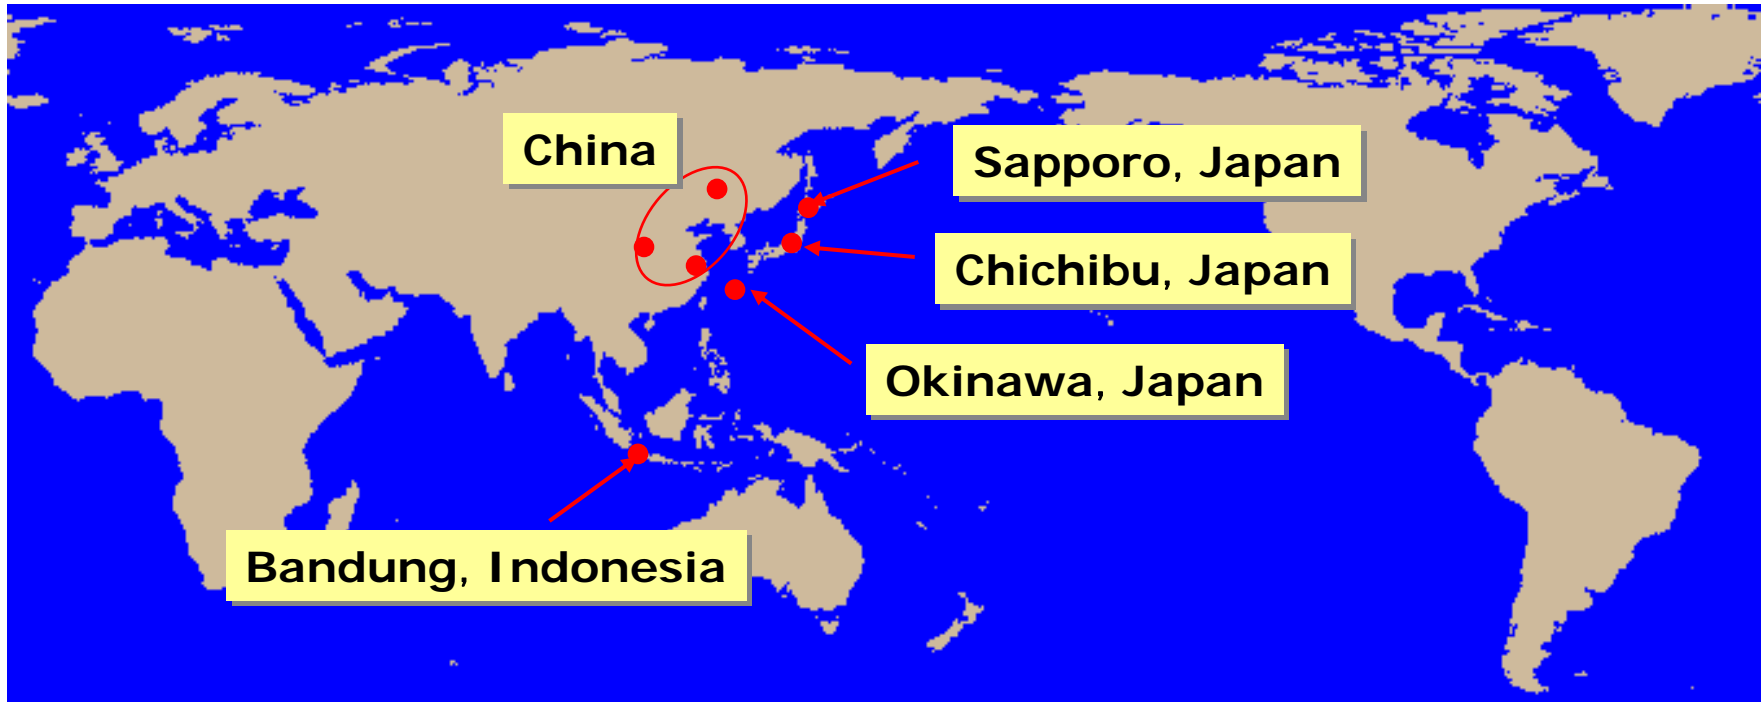 China
Sapporo, Japan
Chichibu, Japan
Okinawa, Japan
Bandung, Indonesia